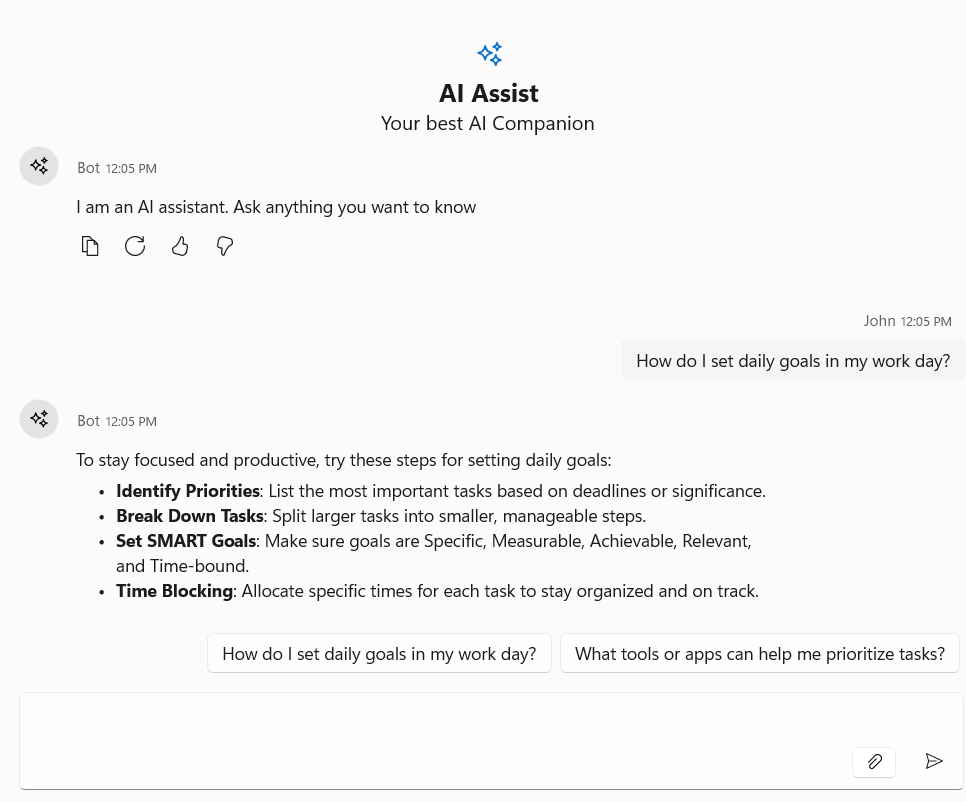 AI Assist
Your best AI Companion
Bot 12:05 PM
I am an AI assistant. Ask anything you want to know
John 12:05 PM
How do I set daily goals in my work day?
Bot 12:05 PM
To stay focused and productive, try these steps for setting daily goals:
• Identify Priorities: List the most important tasks based on deadlines or significance.
• Break Down Tasks: Split larger tasks into smaller, manageable steps.
• Set SMART Goals: Make sure goals are Specific, Measurable, Achievable, Relevant,
and Time-bound.
• Time Blocking: Allocate specific times for each task to stay organized and on track.
How do I set daily goals in my work day?
What tools or apps can help me prioritize tasks?